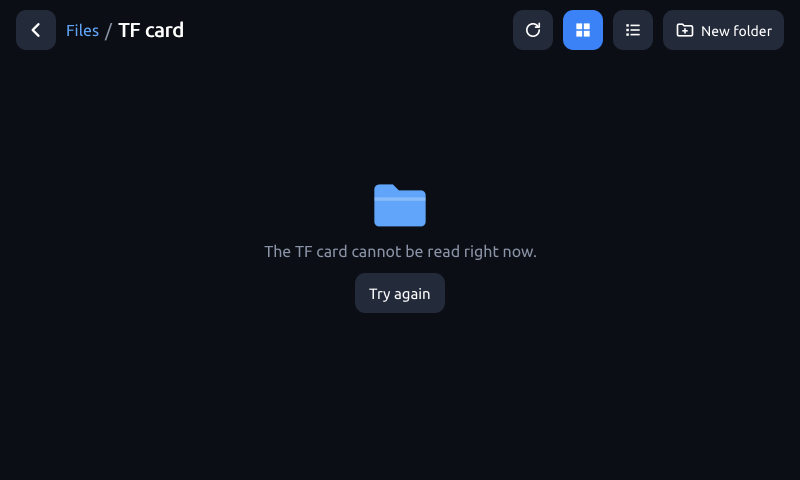 Files / TF card
New folder
The TF card cannot be read right now.
Try again